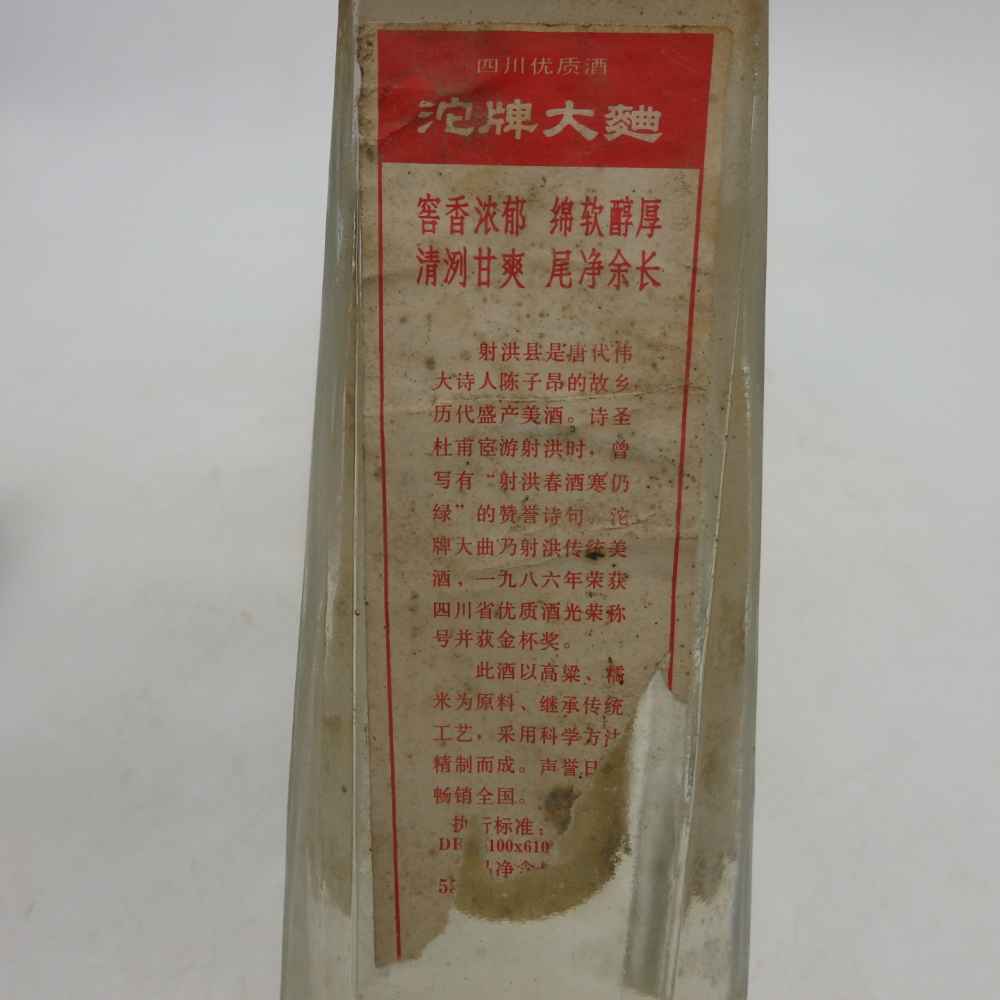 四川优质酒
沱牌大麯
窖香浓郁 绵软醇厚
清洌甘爽 尾净余长
射洪县是唐代伟
大诗人陈子昂的故乡,
历代盛产美酒。诗圣
杜甫宦游射洪时，曾
写有“射洪春酒寒仍
绿”的赞誉诗句。沱
牌大曲乃射洪传统美
酒、一九八六年荣获
四川省优质酒光荣称
号并获金杯奖。
此酒以高粱、糯
米为原料、继承传统
工艺，采用科学方法
精制而成。声誉日
畅销全国。
执行标准:
100x610
净